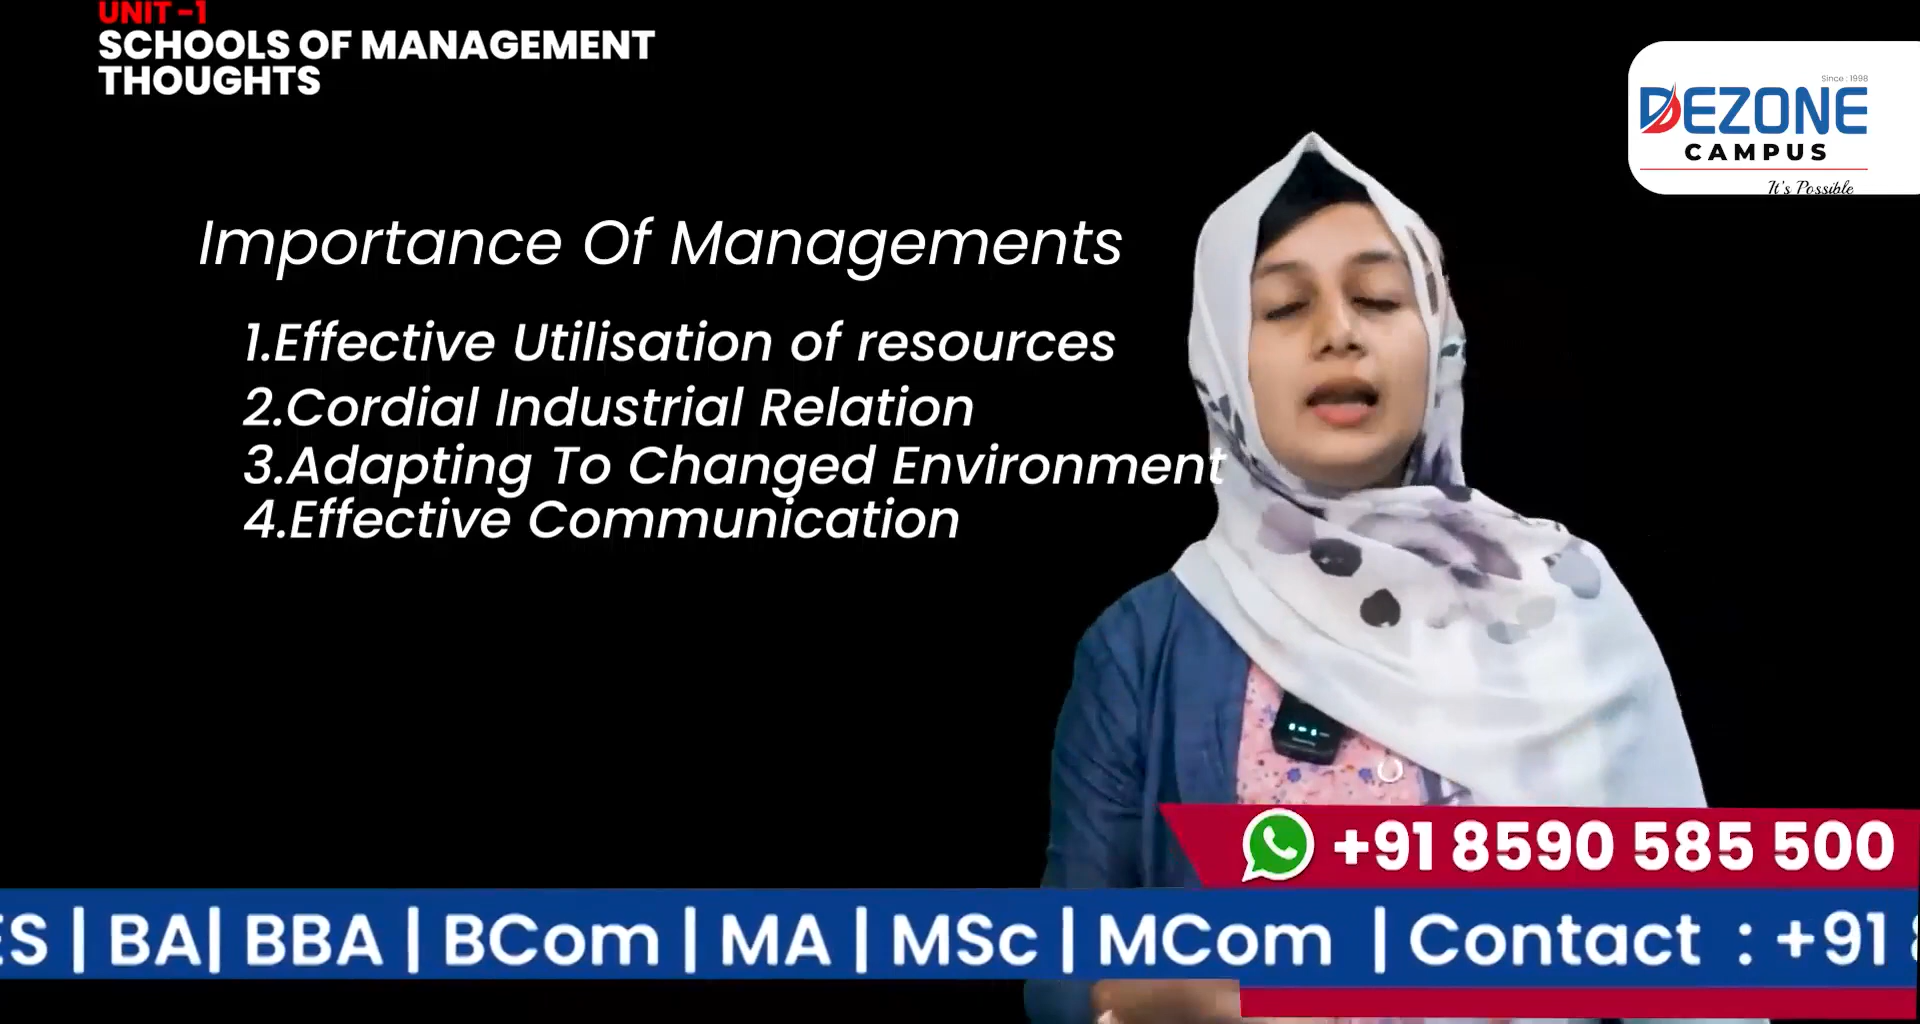 UNIT -1
SCHOOLS OF MANAGEMENT
THOUGHTS
Since : 1998
DEZONE
CAMPUS
It's Possible
Importance Of Managements
1.Effective Utilisation of resources
2.Cordial Industrial Relation
3.Adapting To Changed Environment
4.Effective Communication
+91 8590 585 500
ES | BA| BBA | BCom | MA | MSc | MCom | Contact : +91